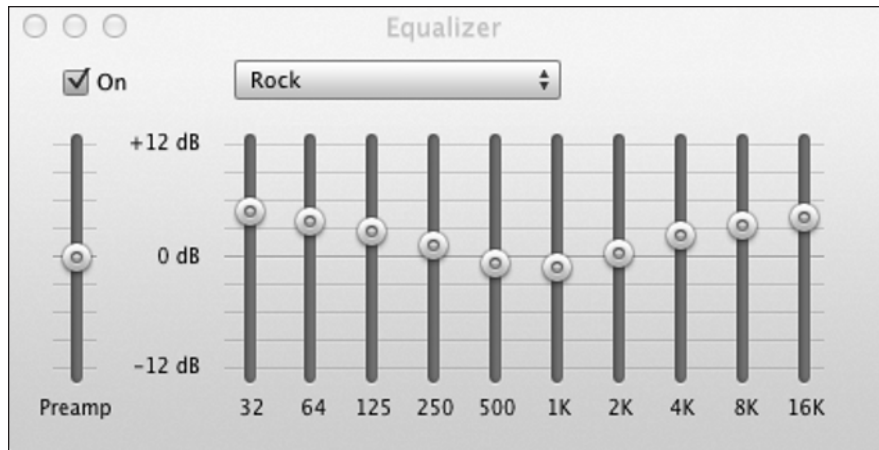 Equalizer
On
Rock
+12 dB
0 dB
−12 dB
Preamp
32 64 125 250 500 1K 2K 4K 8K 16K